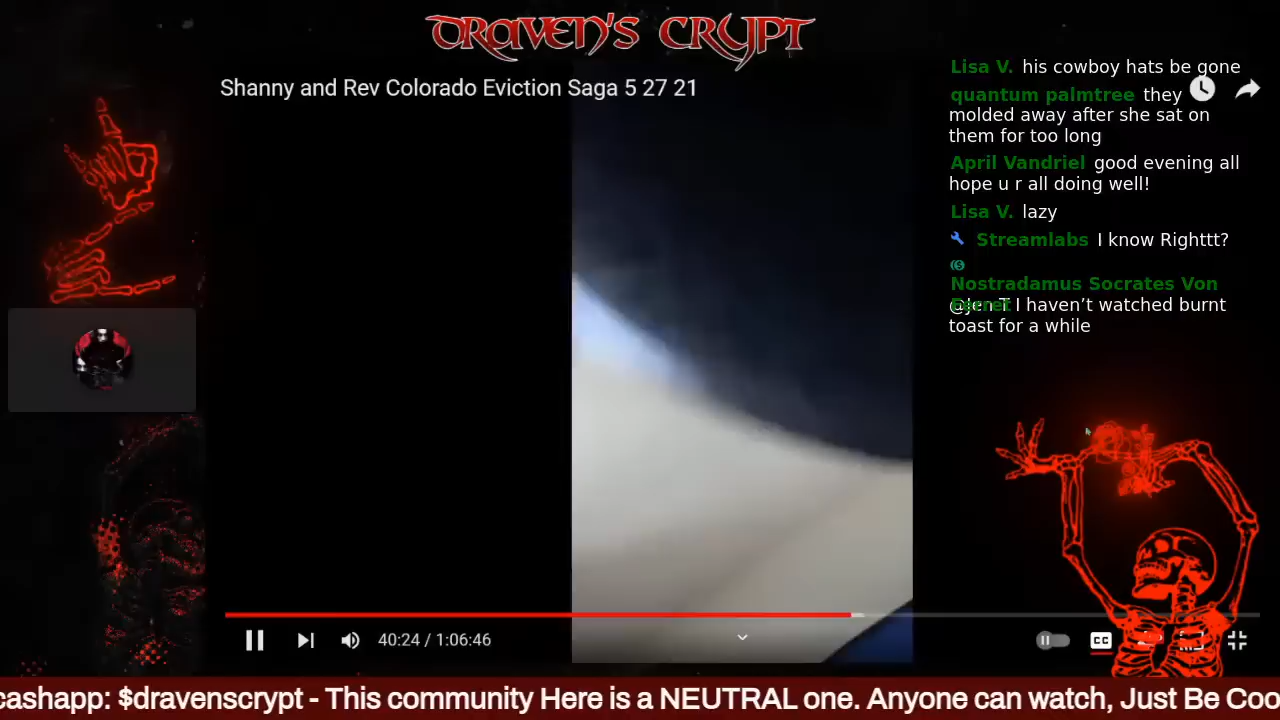 DRAVEN'S CRYPT
Shanny and Rev Colorado Eviction Saga 5 27 21
Lisa V. his cowboy hats be gone
quantum palmtree they
molded away after she sat on
them for too long
April Vandriel good evening all
hope u r all doing well!
Lisa V. lazy
Streamlabs I know Righttt?
Nostradamus Socrates Von
Ferret @Jen T I haven't watched burnt
toast for a while
40:24 / 1:06:46
CC
cashapp: $dravenscrypt - This community Here is a NEUTRAL one. Anyone can watch, Just Be Coo